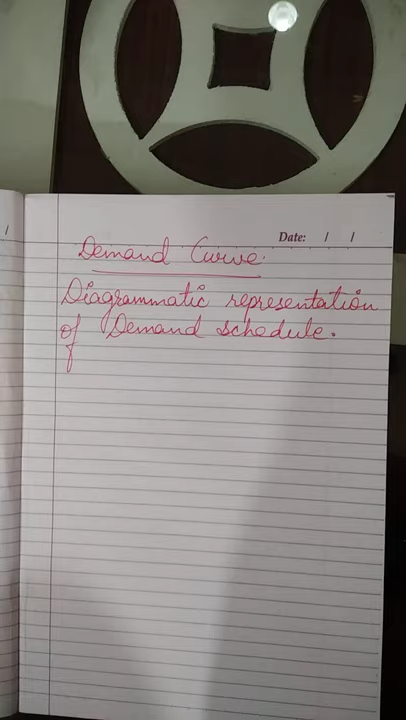 Date: / /
Demand Curve.
Diagrammatic representation
of Demand schedule.